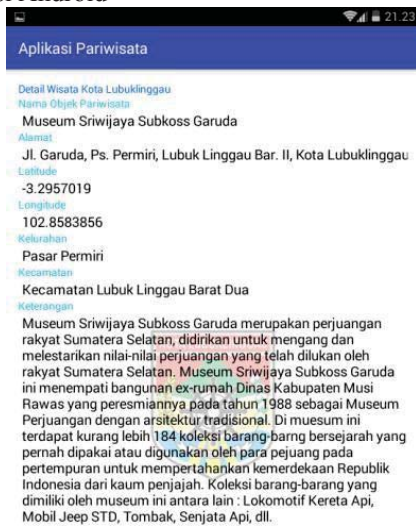 21.23
Aplikasi Pariwisata
Detail Wisata Kota Lubuklinggau
Nama Objek Pariwisata
Museum Sriwijaya Subkoss Garuda
Alamat
Jl. Garuda, Ps. Permiri, Lubuk Linggau Bar. II, Kota Lubuklinggau
Latitude
-3.2957019
Longitude
102.8583856
Kelurahan
Pasar Permiri
Kecamatan
Kecamatan Lubuk Linggau Barat Dua
Keterangan
Museum Sriwijaya Subkoss Garuda merupakan perjuangan
rakyat Sumatera Selatan, didirikan untuk mengang dan
melestarikan nilai-nilai perjuangan yang telah dilukan oleh
rakyat Sumatera Selatan. Museum Sriwijaya Subkoss Garuda
ini menempati bangunan ex-rumah Dinas Kabupaten Musi
Rawas yang peresmiannya pada tahun 1988 sebagai Museum
Perjuangan dengan arsitektur tradisional. Di muesum ini
terdapat kurang lebih 184 koleksi barang-barng bersejarah yang
pernah dipakai atau digunakan oleh para pejuang pada
pertempuran untuk mempertahankan kemerdekaan Republik
Indonesia dari kaum penjajah. Koleksi barang-barang yang
dimiliki oleh museum ini antara lain : Lokomotif Kereta Api,
Mobil Jeep STD, Tombak, Senjata Api, dll.